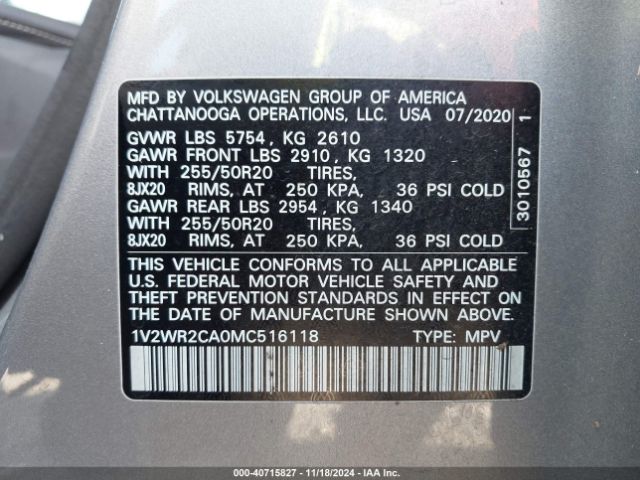 MFD BY VOLKSWAGEN GROUP OF AMERICA
CHATTANOOGA OPERATIONS, LLC. USA 07/2020
GVWR LBS 5754, KG 2610
GAWR FRONT LBS 2910, KG 1320
WITH 255/50R20 TIRES,
8JX20 RIMS, AT 250 KPA, 36 PSI COLD
GAWR REAR LBS 2954, KG 1340
WITH 255/50R20 TIRES,
8JX20 RIMS, AT 250 KPA, 36 PSI COLD
THIS VEHICLE CONFORMS TO ALL APPLICABLE
U.S. FEDERAL MOTOR VEHICLE SAFETY AND
THEFT PREVENTION STANDARDS IN EFFECT ON
THE DATE OF MANUFACTURE SHOWN ABOVE.
1V2WR2CA0MC516118 TYPE: MPV
3010567 1
000-40715827 - 11/18/2024 - IAA Inc.